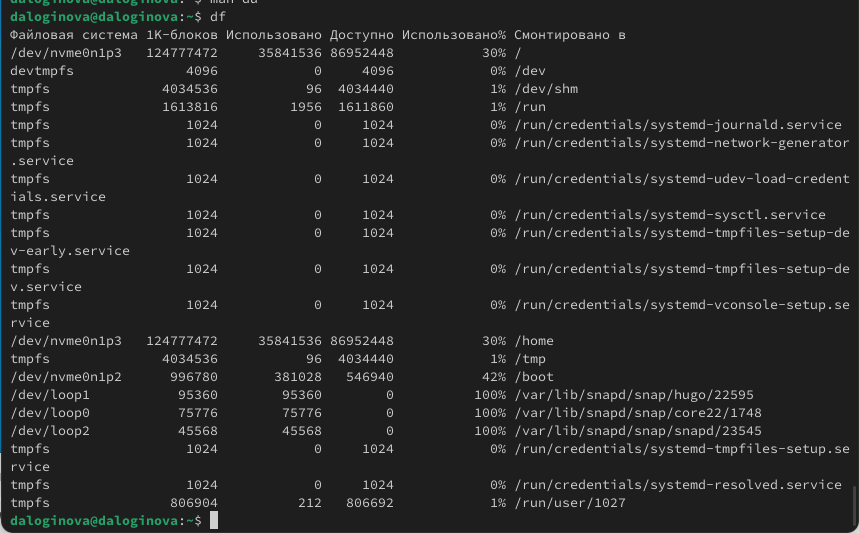 daloginova@daloginova:~$ man du
daloginova@daloginova:~$ df
Файловая система 1K-блоков Использовано Доступно Использовано% Смонтировано в
/dev/nvme0n1p3 124777472 35841536 86952448 30% /
devtmpfs 4096 0 4096 0% /dev
tmpfs 4034536 96 4034440 1% /dev/shm
tmpfs 1613816 1956 1611860 1% /run
tmpfs 1024 0 1024 0% /run/credentials/systemd-journald.service
tmpfs 1024 0 1024 0% /run/credentials/systemd-network-generator
.service
tmpfs 1024 0 1024 0% /run/credentials/systemd-udev-load-credent
ials.service
tmpfs 1024 0 1024 0% /run/credentials/systemd-sysctl.service
tmpfs 1024 0 1024 0% /run/credentials/systemd-tmpfiles-setup-de
v-early.service
tmpfs 1024 0 1024 0% /run/credentials/systemd-tmpfiles-setup-de
v.service
tmpfs 1024 0 1024 0% /run/credentials/systemd-vconsole-setup.se
rvice
/dev/nvme0n1p3 124777472 35841536 86952448 30% /home
tmpfs 4034536 96 4034440 1% /tmp
/dev/nvme0n1p2 996780 381028 546940 42% /boot
/dev/loop1 95360 95360 0 100% /var/lib/snapd/snap/hugo/22595
/dev/loop0 75776 75776 0 100% /var/lib/snapd/snap/core22/1748
/dev/loop2 45568 45568 0 100% /var/lib/snapd/snap/snapd/23545
tmpfs 1024 0 1024 0% /run/credentials/systemd-tmpfiles-setup.se
rvice
tmpfs 1024 0 1024 0% /run/credentials/systemd-resolved.service
tmpfs 806904 212 806692 1% /run/user/1027
daloginova@daloginova:~$